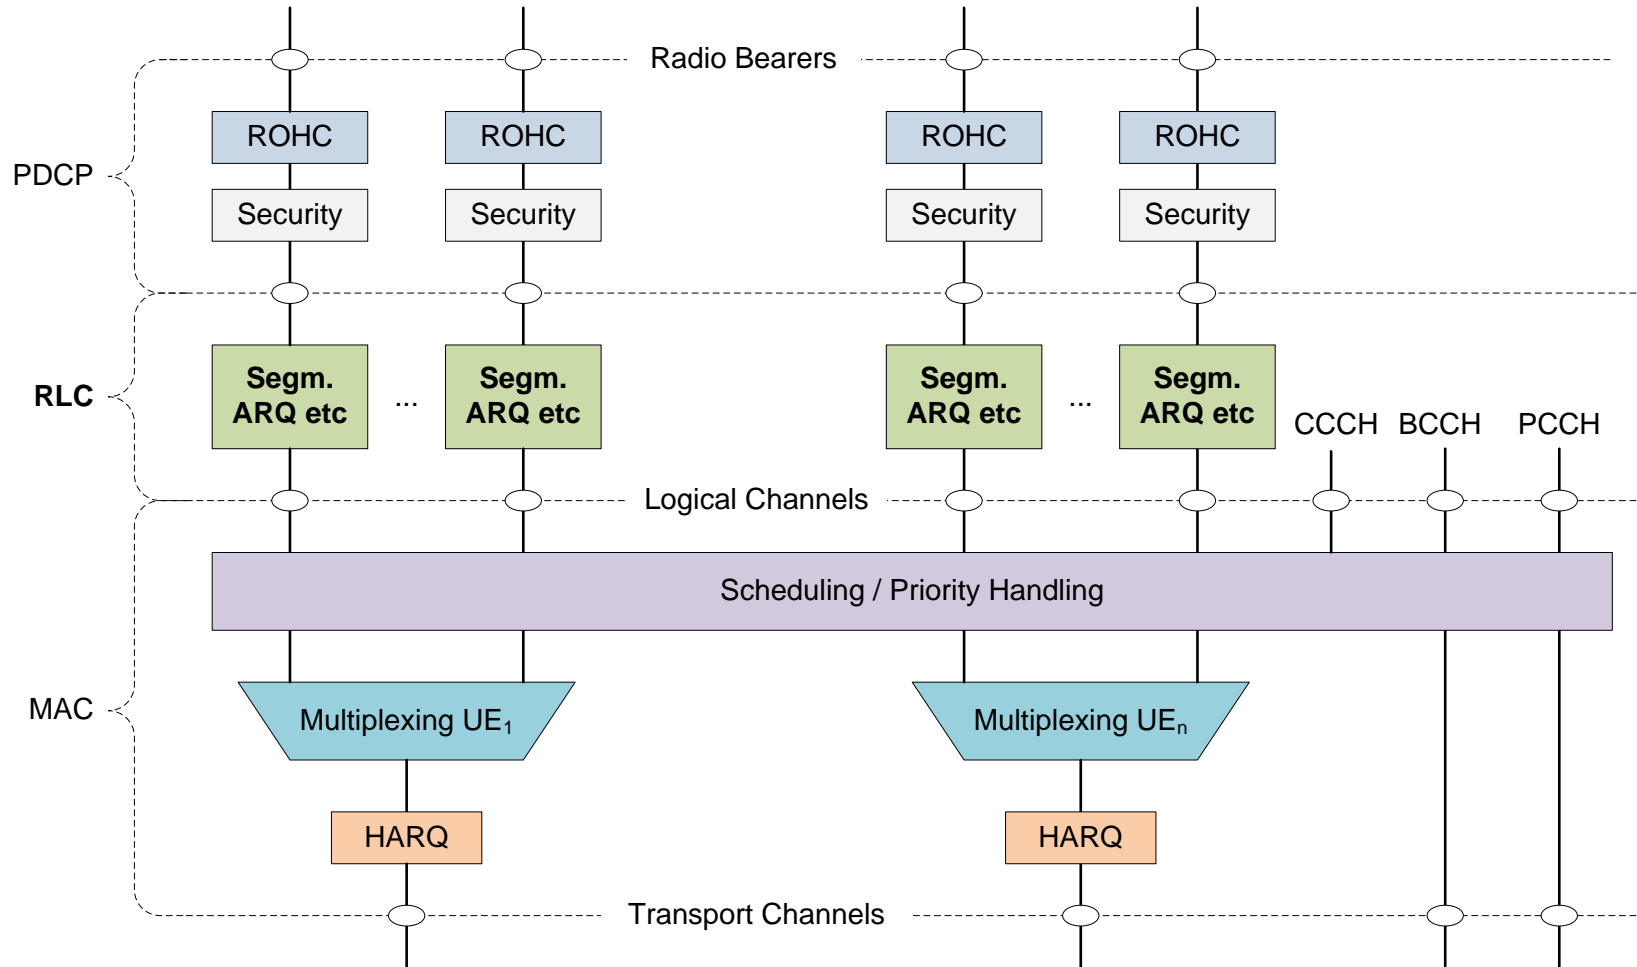 Radio Bearers
ROHC ROHC ROHC ROHC
PDCP
Security Security Security Security
Segm. Segm. Segm. Segm.
RLC
ARQ etc ... ARQ etc ARQ etc ... ARQ etc
CCCH BCCH PCCH
Logical Channels
Scheduling / Priority Handling
MAC
Multiplexing UE1 Multiplexing UEn
HARQ HARQ
Transport Channels